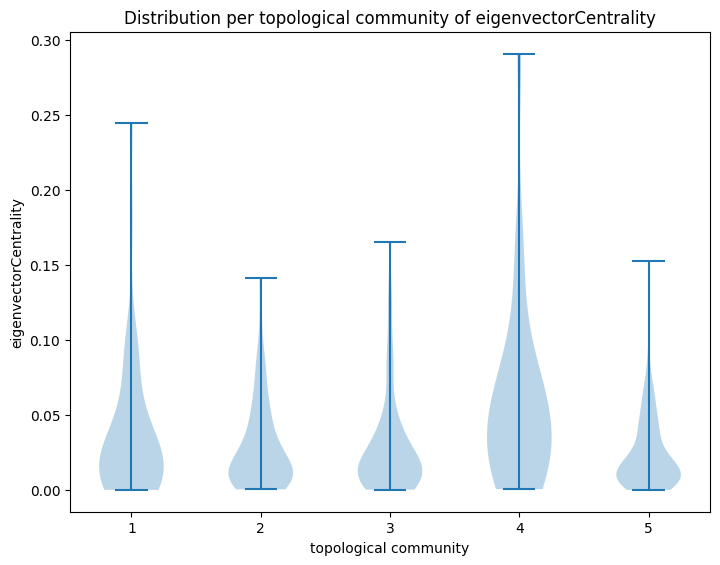 Distribution per topological community of eigenvectorCentrality
0.30
0.25
0.20
0.15
0.10
0.05
0.00
eigenvectorCentrality
1 2 3 4 5
topological community